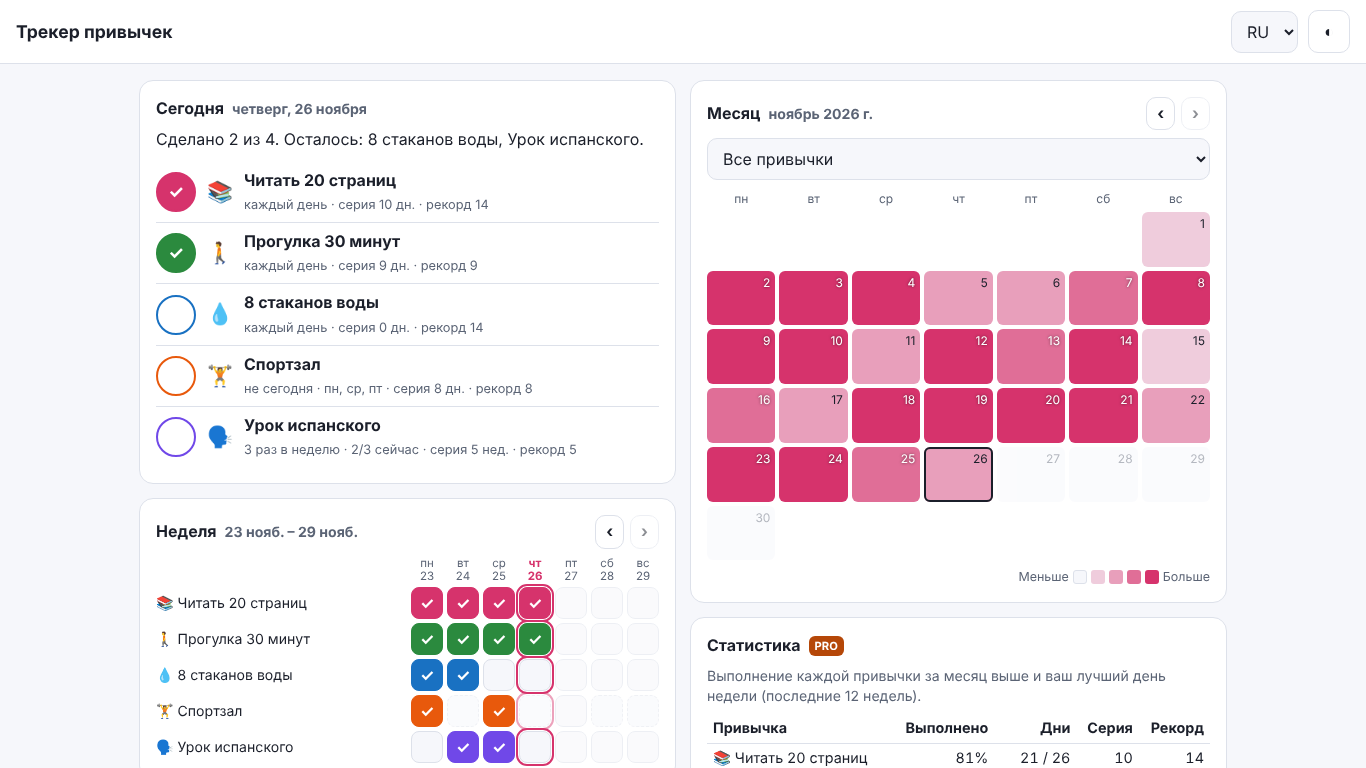 Трекер привычек
RU
Сегодня четверг, 26 ноября
Сделано 2 из 4. Осталось: 8 стаканов воды, Урок испанского.
Читать 20 страниц
каждый день · серия 10 дн. · рекорд 14
Прогулка 30 минут
каждый день · серия 9 дн. · рекорд 9
8 стаканов воды
каждый день · серия 0 дн. · рекорд 14
Спортзал
не сегодня · пн, ср, пт · серия 8 дн. · рекорд 8
Урок испанского
3 раз в неделю · 2/3 сейчас · серия 5 нед. · рекорд 5
Неделя 23 нояб. – 29 нояб.
пн вт ср чт пт сб вс
23 24 25 26 27 28 29
Читать 20 страниц
Прогулка 30 минут
8 стаканов воды
Спортзал
Урок испанского
Месяц ноябрь 2026 г.
Все привычки
пн вт ср чт пт сб вс
1
2 3 4 5 6 7 8
9 10 11 12 13 14 15
16 17 18 19 20 21 22
23 24 25 26 27 28 29
30
Меньше Больше
Статистика PRO
Выполнение каждой привычки за месяц выше и ваш лучший день
недели (последние 12 недель).
Привычка Выполнено Дни Серия Рекорд
Читать 20 страниц 81% 21 / 26 10 14